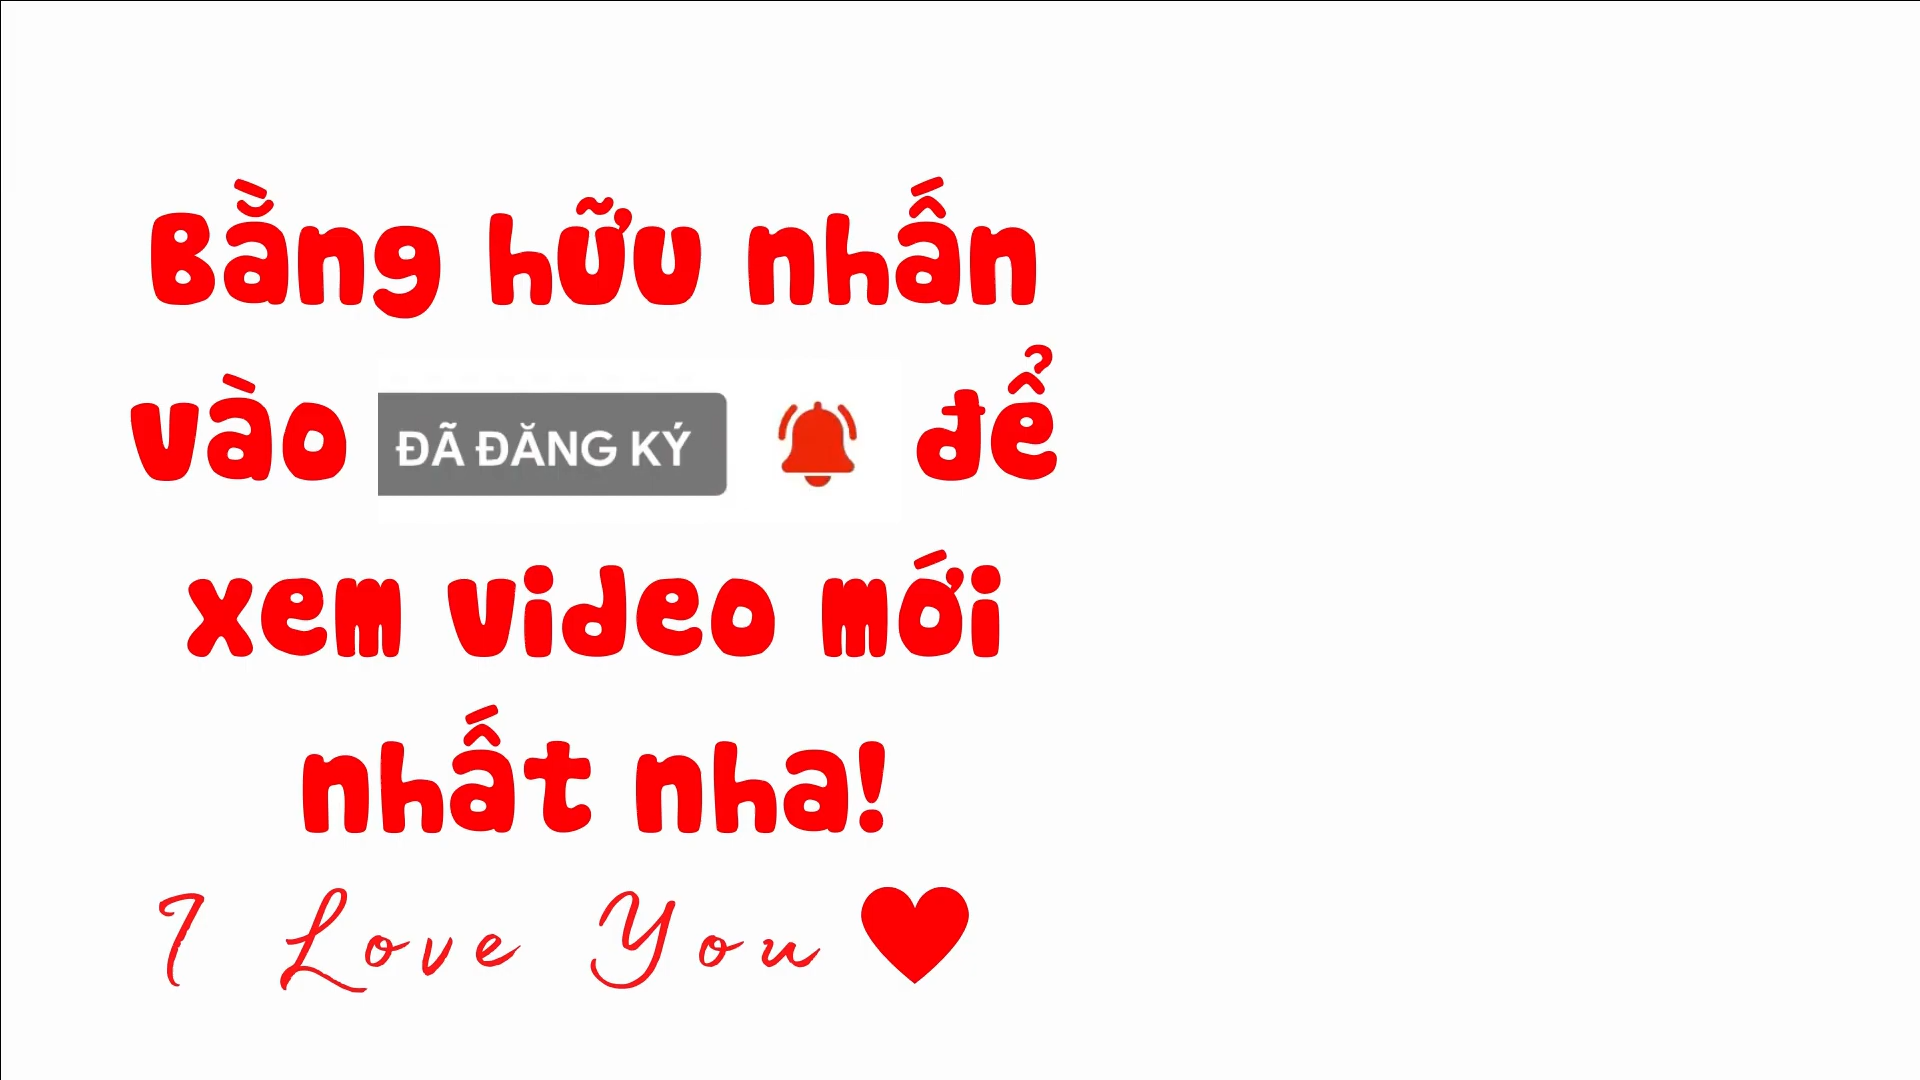 Bằng hữu nhấn
vào ĐÃ ĐĂNG KÝ để
xem video mới
nhất nha!
I Love You